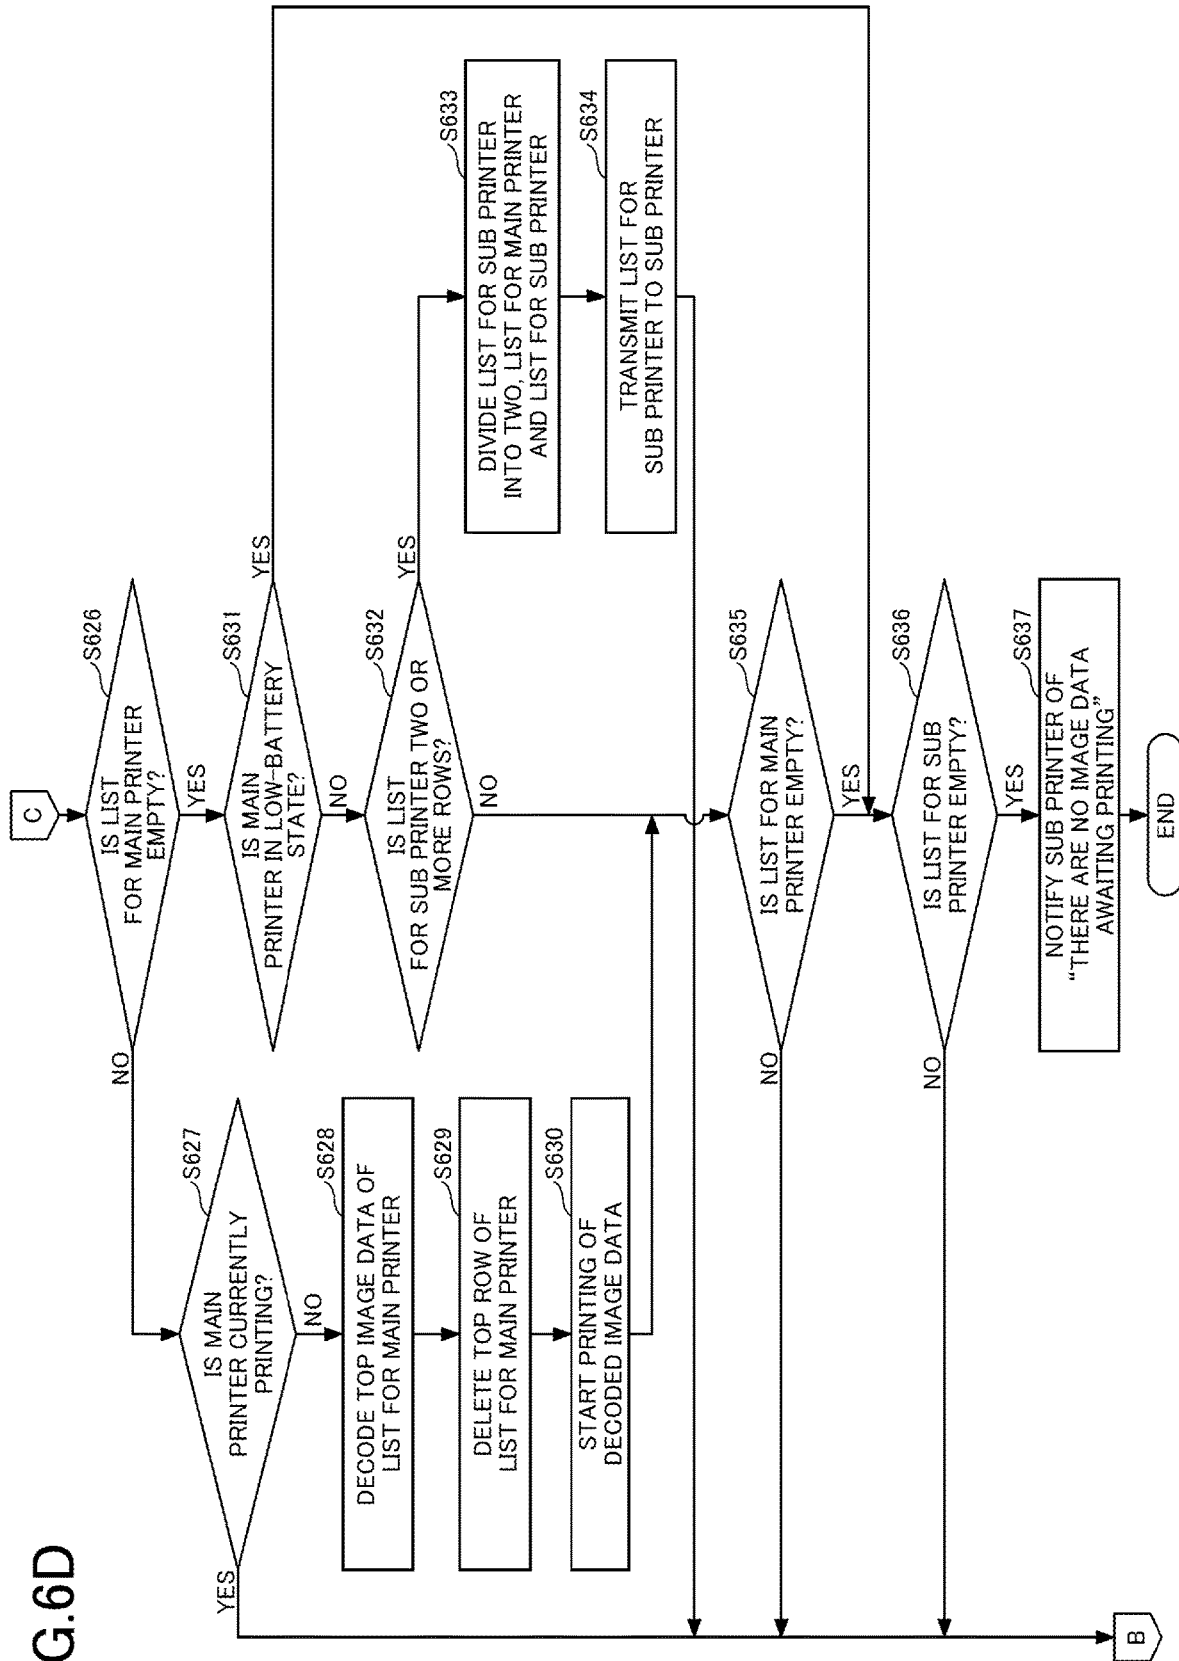 G.6D
C
S626
IS LIST
FOR MAIN PRINTER
EMPTY?
NO
YES
S627
IS MAIN
PRINTER CURRENTLY
PRINTING?
YES
NO
S628
DECODE TOP IMAGE DATA OF
LIST FOR MAIN PRINTER
S629
DELETE TOP ROW OF
LIST FOR MAIN PRINTER
S630
START PRINTING OF
DECODED IMAGE DATA
S631
IS MAIN
PRINTER IN LOW-BATTERY
STATE?
YES
NO
S632
IS LIST
FOR SUB PRINTER TWO OR
MORE ROWS?
YES
NO
S633
DIVIDE LIST FOR SUB PRINTER
INTO TWO, LIST FOR MAIN PRINTER
AND LIST FOR SUB PRINTER
S634
TRANSMIT LIST FOR
SUB PRINTER TO SUB PRINTER
S635
IS LIST FOR MAIN
PRINTER EMPTY?
NO
YES
S636
IS LIST FOR SUB
PRINTER EMPTY?
NO
YES
S637
NOTIFY SUB PRINTER OF
“THERE ARE NO IMAGE DATA
AWAITING PRINTING”
B
END